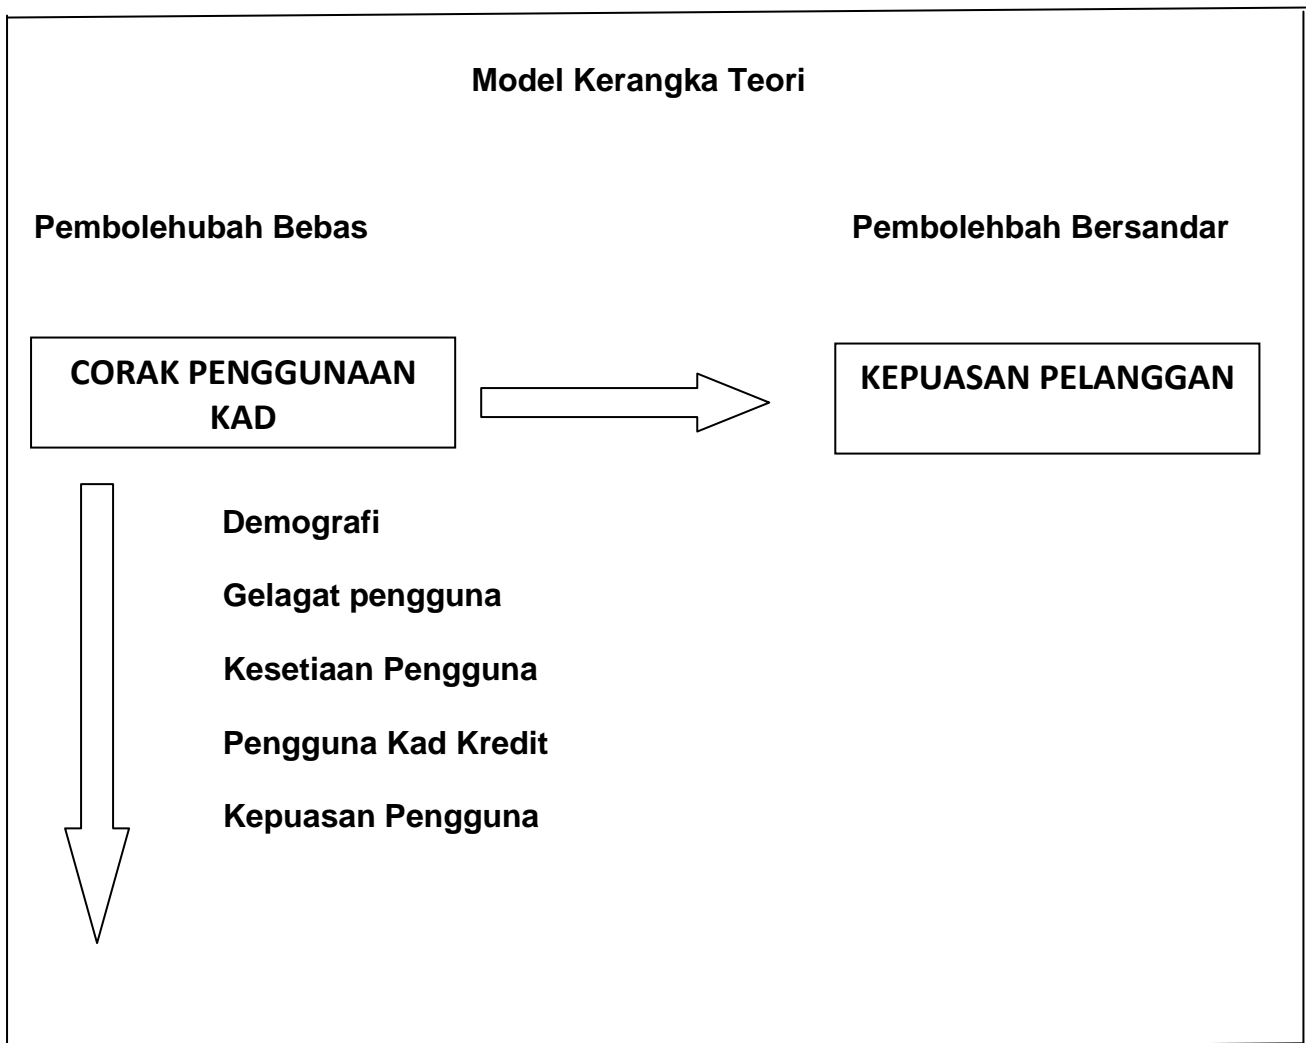 Model Kerangka Teori
Pembolehubah Bebas
Pembolehbah Bersandar
CORAK PENGGUNAAN
KAD
KEPUASAN PELANGGAN
Demografi
Gelagat pengguna
Kesetiaan Pengguna
Pengguna Kad Kredit
Kepuasan Pengguna